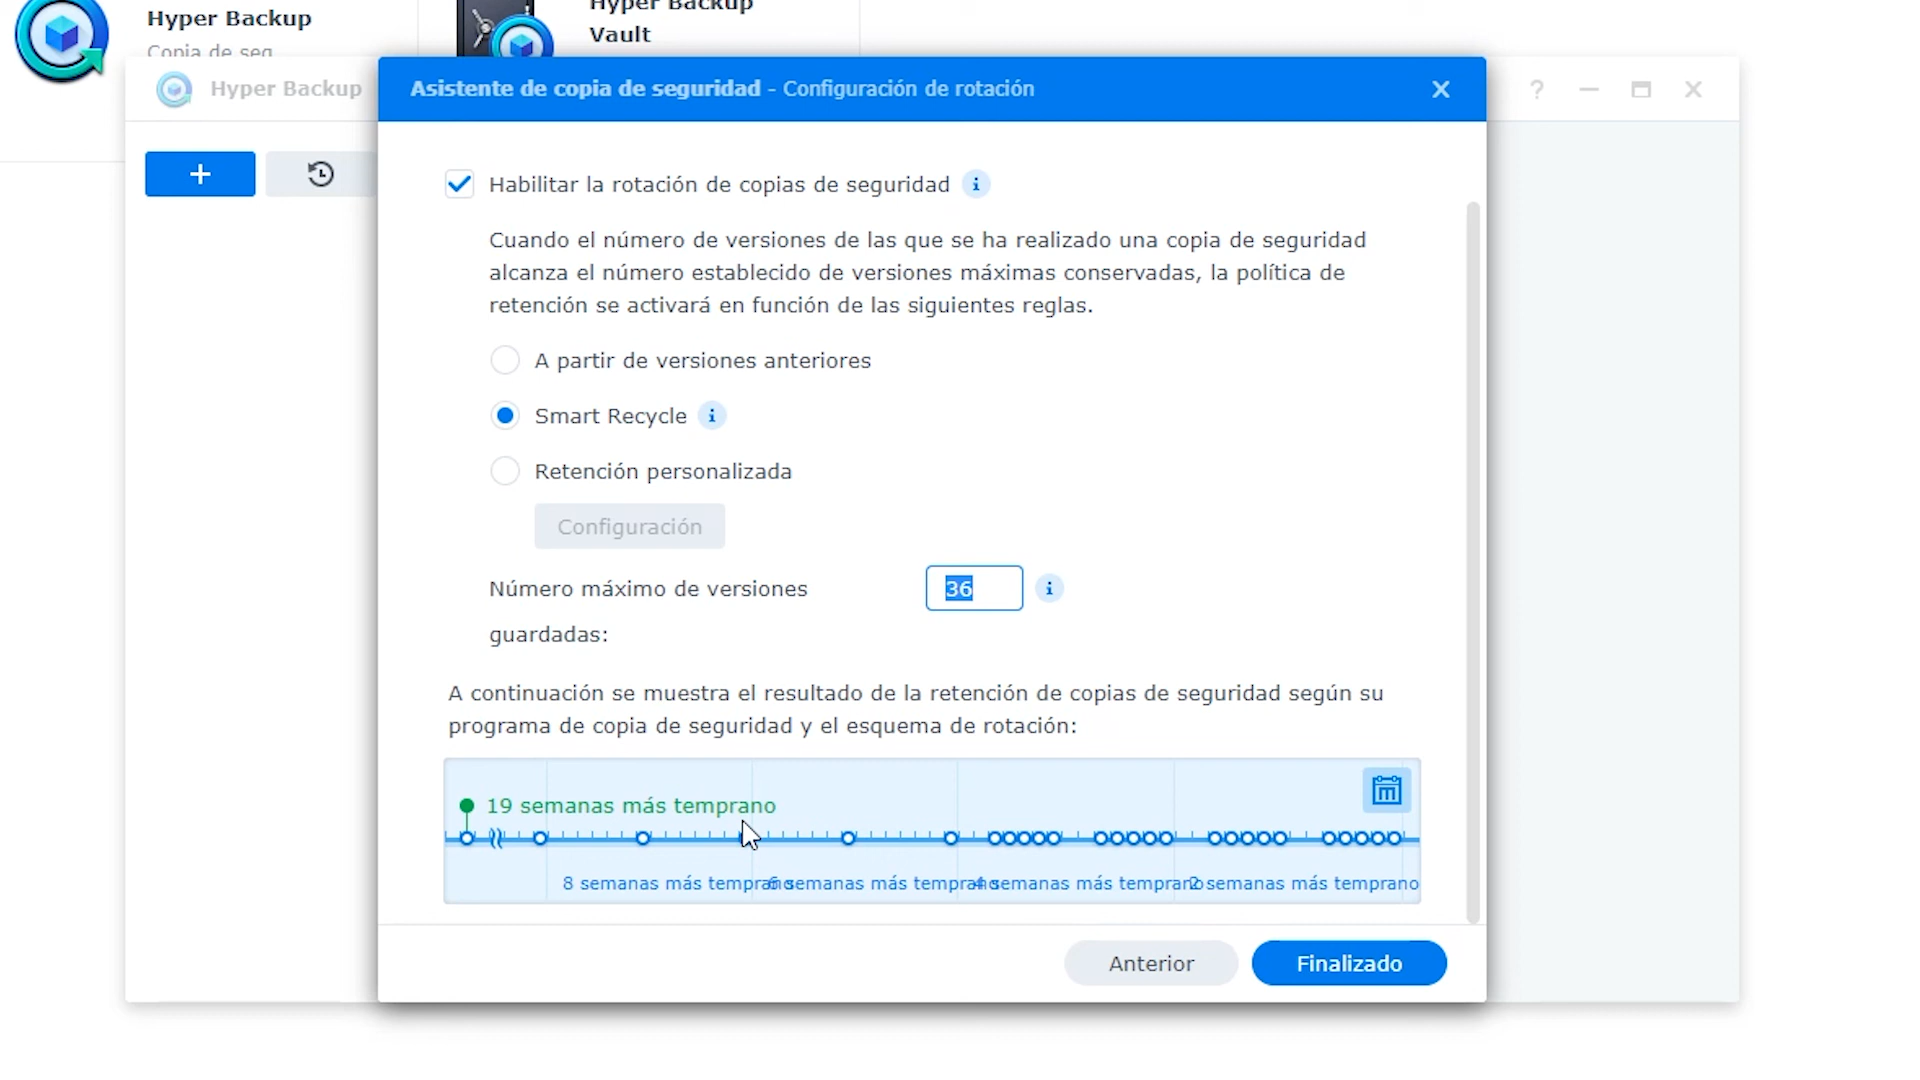 Hyper Backup
Copia de seg
Hyper Backup
Vault
Hyper Backup
Asistente de copia de seguridad - Configuración de rotación
Habilitar la rotación de copias de seguridad
Cuando el número de versiones de las que se ha realizado una copia de seguridad
alcanza el número establecido de versiones máximas conservadas, la política de
retención se activará en función de las siguientes reglas.
A partir de versiones anteriores
Smart Recycle
Retención personalizada
Configuración
Número máximo de versiones
guardadas:
36
A continuación se muestra el resultado de la retención de copias de seguridad según su
programa de copia de seguridad y el esquema de rotación:
19 semanas más temprano
8 semanas más temprano
6 semanas más temprano
4 semanas más temprano
2 semanas más temprano
Anterior
Finalizado